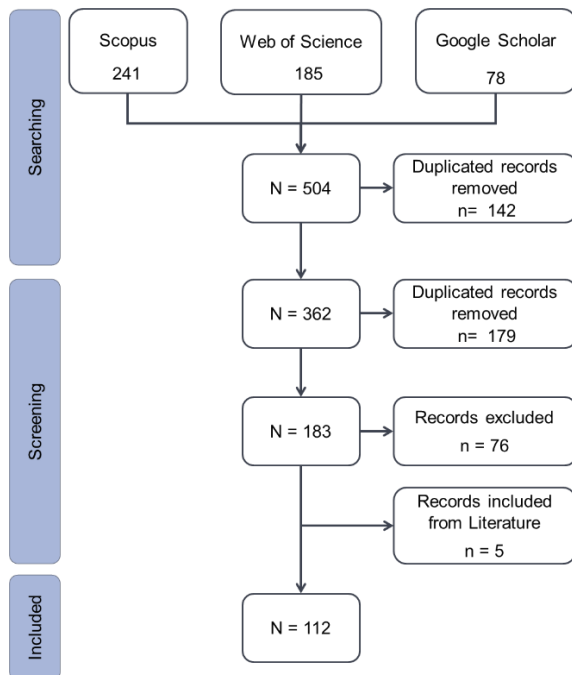 Searching
Scopus
241
Web of Science
185
Google Scholar
78
N = 504
Duplicated records
removed
n= 142
Screening
N = 362
Duplicated records
removed
n = 179
N = 183
Records excluded
n = 76
Records included
from Literature
n = 5
Included
N = 112